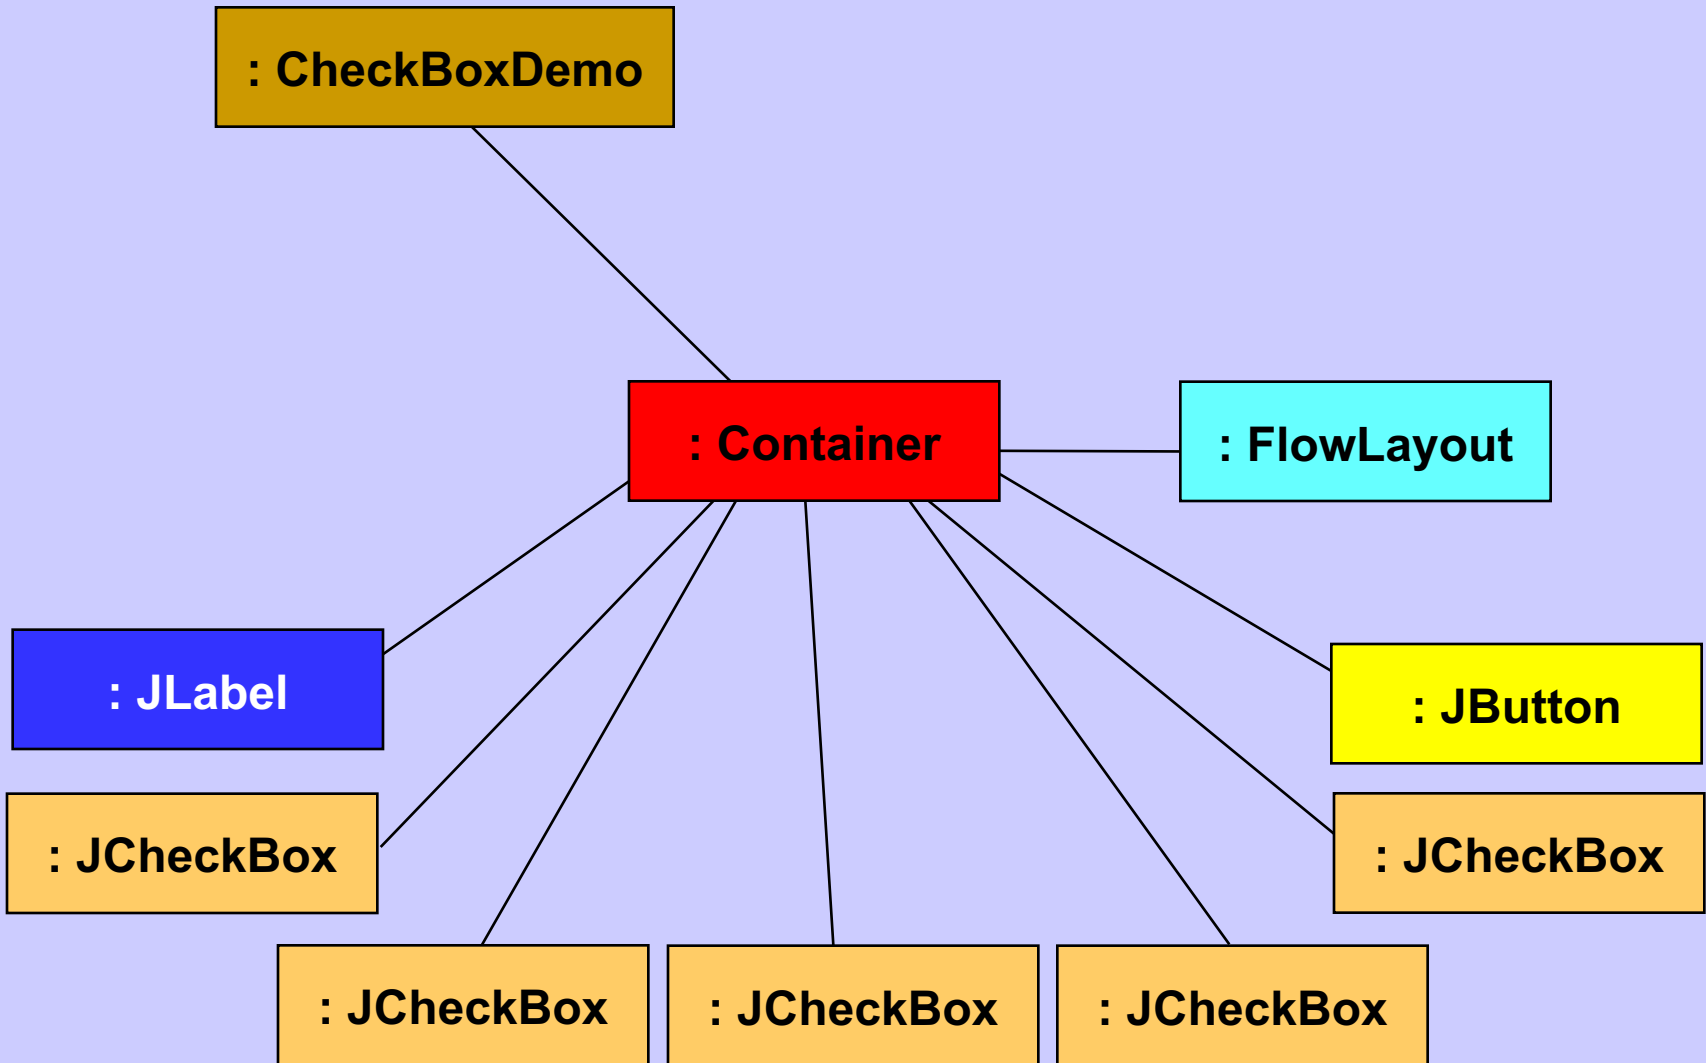 : CheckBoxDemo
: Container
: FlowLayout
: JLabel
: JButton
: JCheckBox
: JCheckBox
: JCheckBox
: JCheckBox
: JCheckBox